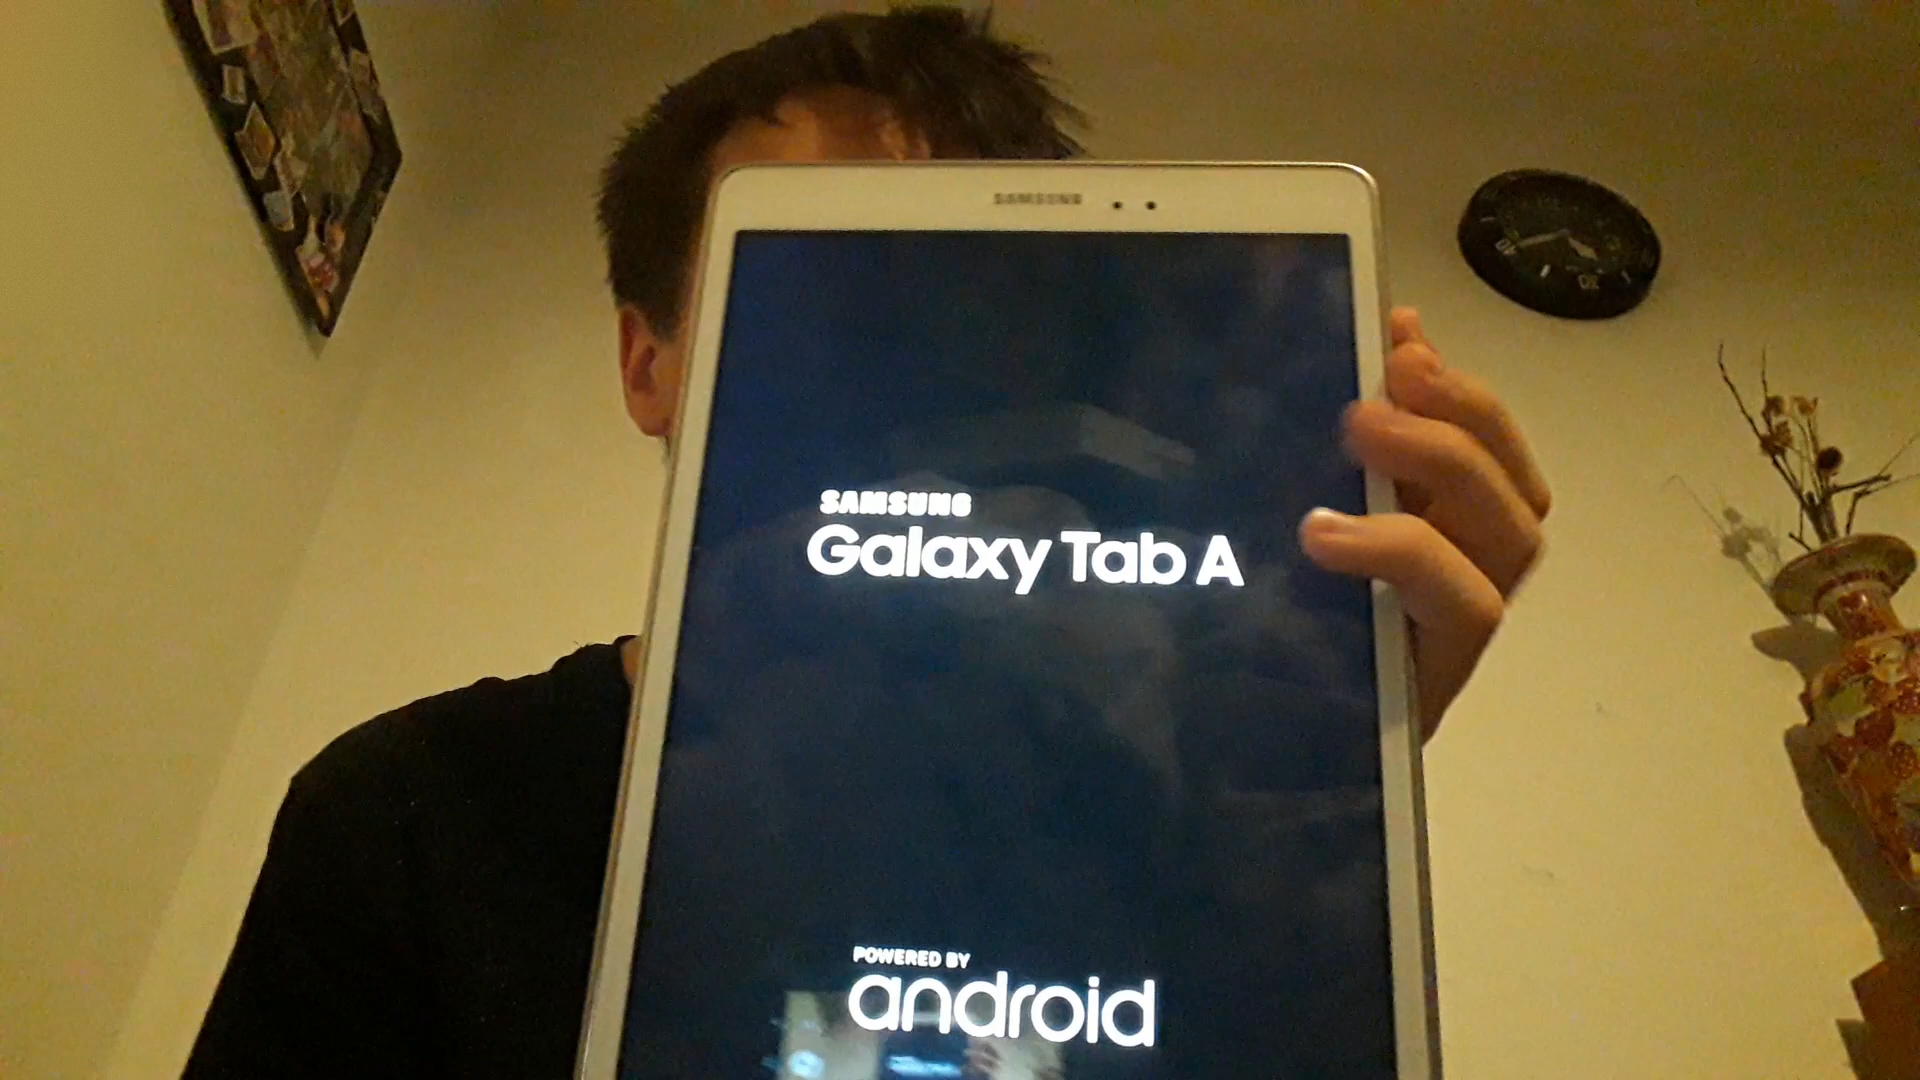 SAMSUNG
SAMSUNG
Galaxy Tab A
POWERED BY
android